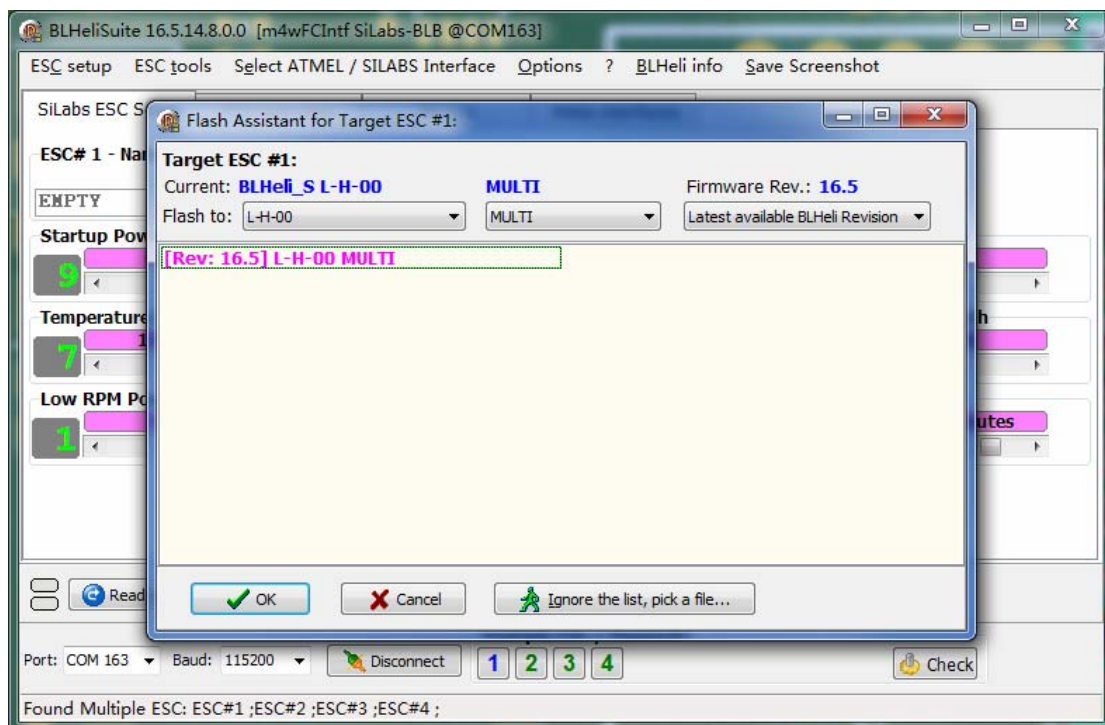 BLHeliSuite 16.5.14.8.0.0 [m4wFCIntf SiLabs-BLB @COM163]
ESC setup ESC tools Select ATMEL / SILABS Interface Options ? BLHeli info Save Screenshot
SiLabs ESC S
Flash Assistant for Target ESC #1:
ESC# 1 - Nar
Target ESC #1:
Current: BLHeli_S L-H-00 MULTI Firmware Rev.: 16.5
EMPTY
Flash to: L-H-00 MULTI Latest available BLHeli Revision
Startup Pow
[Rev: 16.5] L-H-00 MULTI
9
Temperature h
1
7
Low RPM Po
utes
1
Read
OK Cancel Ignore the list, pick a file...
Port: COM 163 Baud: 115200 Disconnect 1 2 3 4 Check
Found Multiple ESC: ESC#1 ;ESC#2 ;ESC#3 ;ESC#4 ;